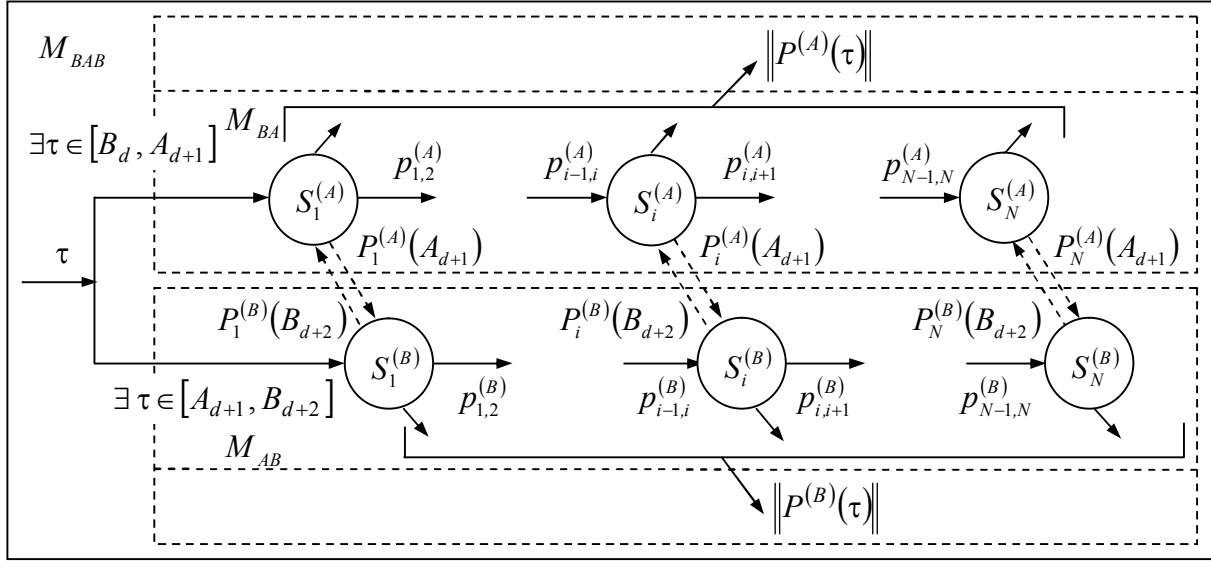 M_{BAB}
‖P^{(A)}(τ)‖
M_{BA}
∃τ∈[B_d, A_{d+1}]
p_{1,2}^{(A)} p_{i-1,i}^{(A)} p_{i,i+1}^{(A)} p_{N-1,N}^{(A)}
S_1^{(A)} S_i^{(A)} S_N^{(A)}
P_1^{(A)}(A_{d+1}) P_i^{(A)}(A_{d+1}) P_N^{(A)}(A_{d+1})
τ
P_1^{(B)}(B_{d+2}) P_i^{(B)}(B_{d+2}) P_N^{(B)}(B_{d+2})
S_1^{(B)} S_i^{(B)} S_N^{(B)}
∃ τ∈[A_{d+1}, B_{d+2}]
p_{1,2}^{(B)} p_{i-1,i}^{(B)} p_{i,i+1}^{(B)} p_{N-1,N}^{(B)}
M_{AB}
‖P^{(B)}(τ)‖